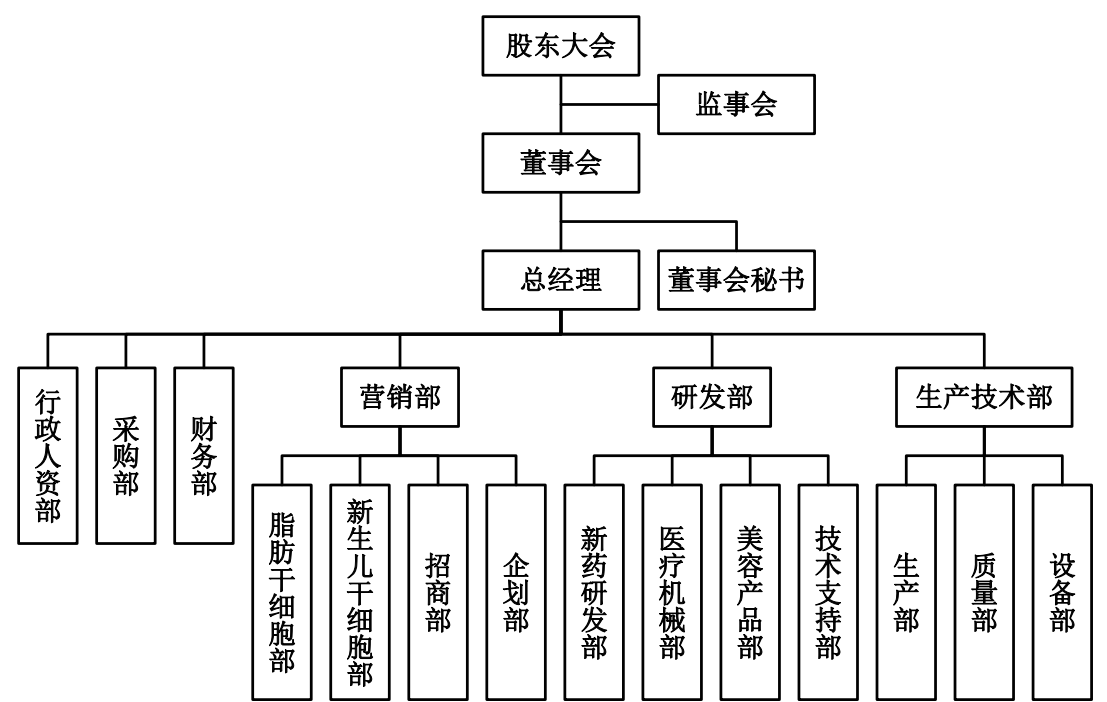 股东大会
监事会
董事会
总经理
董事会秘书
行政人资部
采购部
财务部
营销部
研发部
生产技术部
脂肪干细胞部
新生儿干细胞部
招商部
企划部
新药研发部
医疗机械部
美容产品部
技术支持部
生产部
质量部
设备部